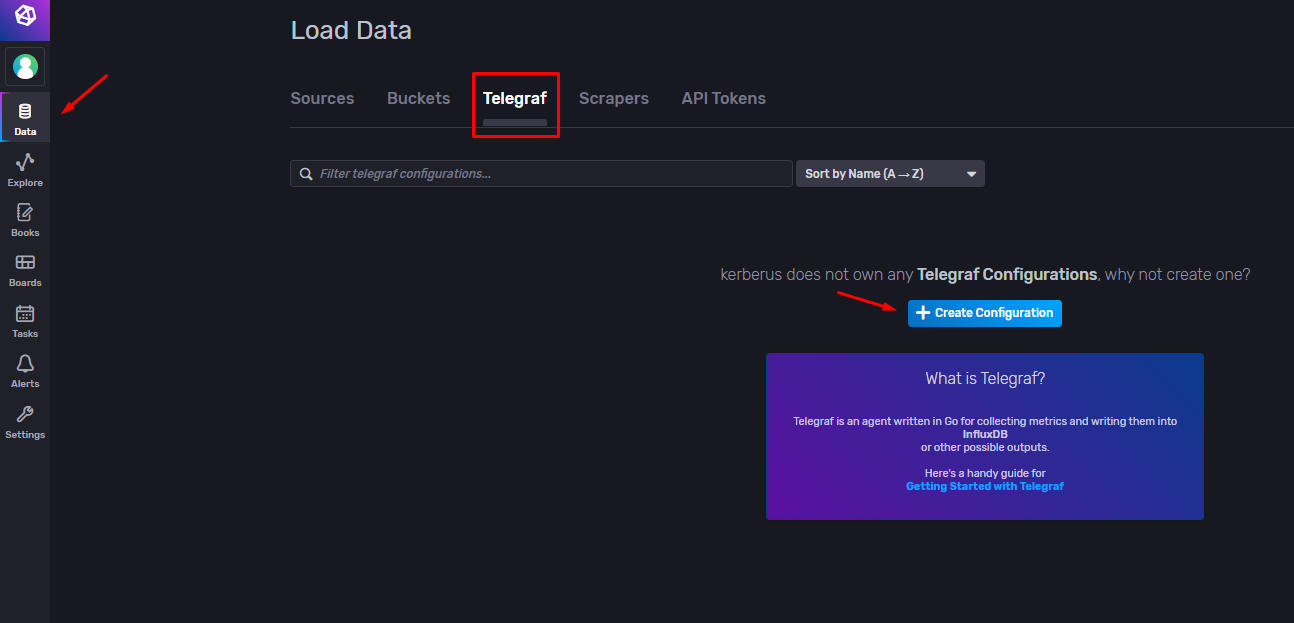 Load Data
Data
Explore
Books
Boards
Tasks
Alerts
Settings
Sources Buckets Telegraf Scrapers API Tokens
Filter telegraf configurations...
Sort by Name (A→Z)
kerberus does not own any Telegraf Configurations, why not create one?
Create Configuration
What is Telegraf?
Telegraf is an agent written in Go for collecting metrics and writing them into
InfluxDB
or other possible outputs.
Here's a handy guide for
Getting Started with Telegraf